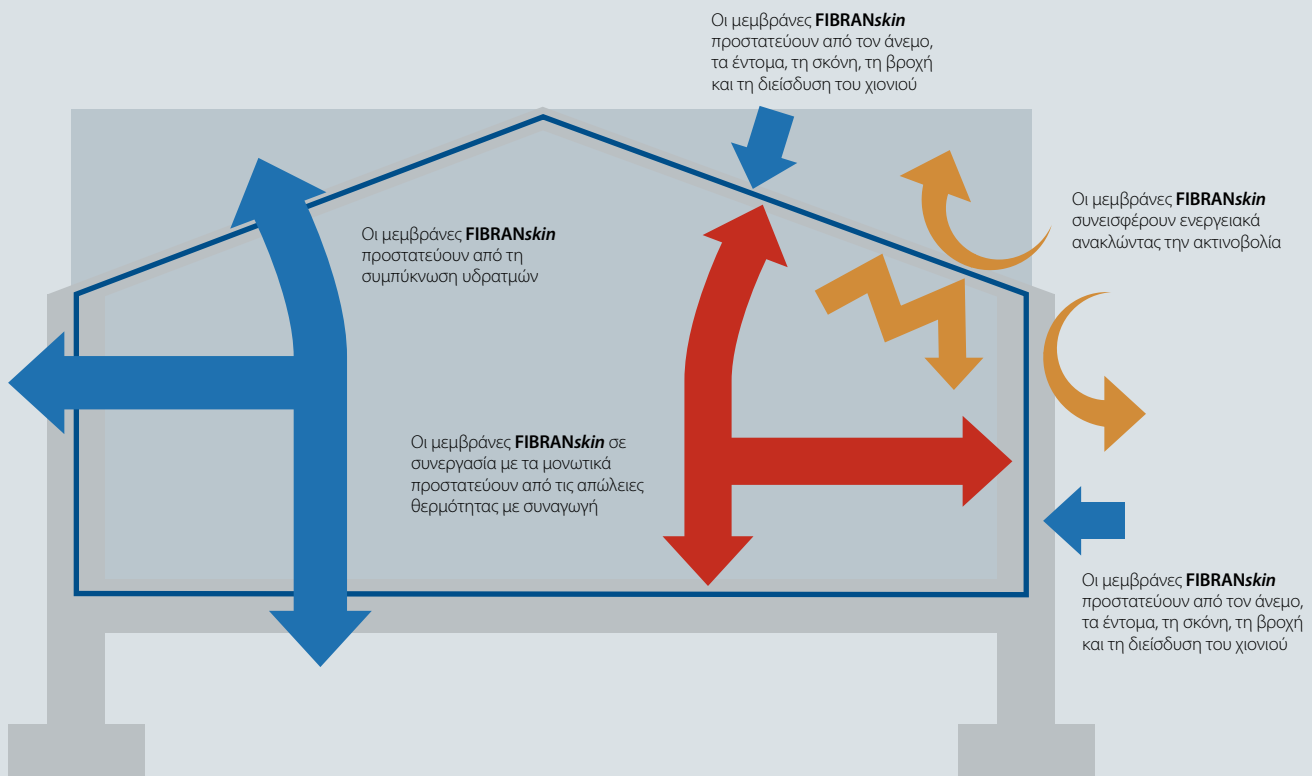 Οι μεμβράνες FIBRANskin
προστατεύουν από τον άνεμο,
τα έντομα, τη σκόνη, τη βροχή
και τη διείσδυση του χιονιού
Οι μεμβράνες FIBRANskin
συνεισφέρουν ενεργειακά
ανακλώντας την ακτινοβολία
Οι μεμβράνες FIBRANskin
προστατεύουν από τη
συμπύκνωση υδρατμών
Οι μεμβράνες FIBRANskin σε
συνεργασία με τα μονωτικά
προστατεύουν από τις απώλειες
θερμότητας με συναγωγή
Οι μεμβράνες FIBRANskin
προστατεύουν από τον άνεμο,
τα έντομα, τη σκόνη, τη βροχή
και τη διείσδυση του χιονιού